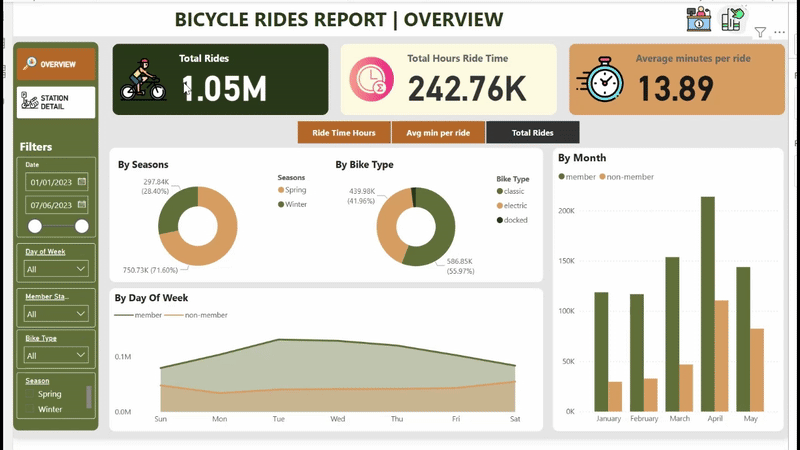 BICYCLE RIDES REPORT | OVERVIEW
OVERVIEW
STATION
DETAIL
Filters
Date
01/01/2023
07/06/2023
Day of Week
All
Member Sta...
All
Bike Type
All
Season
Spring
Winter
Total Rides
1.05M
Total Hours Ride Time
242.76K
Average minutes per ride
13.89
Ride Time Hours
Avg min per ride
Total Rides
By Seasons
297.84K
(28.40%)
750.73K (71.60%)
Seasons
Spring
Winter
By Bike Type
439.98K
(41.96%)
586.85K
(55.97%)
Bike Type
classic
electric
docked
By Month
member
non-member
200K
150K
100K
50K
0K
January
February
March
April
May
By Day Of Week
member
non-member
0.1M
0.0M
Sun
Mon
Tue
Wed
Thu
Fri
Sat